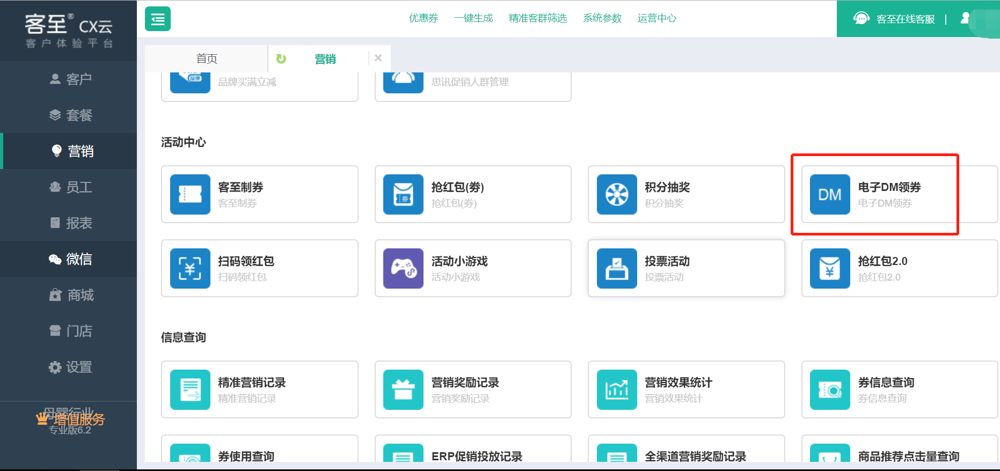 客至® CX云
客户体验平台
优惠券 一键生成 精准客群筛选 系统参数 运营中心
客至在线客服 |
首页 营销
客户
套餐
营销
员工
报表
微信
商城
门店
设置
母婴行业
增值服务
专业版6.2
品牌买满立减
思讯促销人群管理
活动中心
客至制券
客至制券
抢红包(劵)
抢红包(劵)
券
积分抽奖
积分抽奖
DM
电子DM领券
电子DM领券
扫码领红包
扫码领红包
活动小游戏
活动小游戏
投票活动
投票活动
抢红包2.0
抢红包2.0
信息查询
精准营销记录
精准营销记录
营销奖励记录
营销奖励记录
营销效果统计
营销效果统计
券信息查询
券信息查询
券使用查询
ERP促销投放记录
全渠道营销奖励记录
商品推荐点击量查询